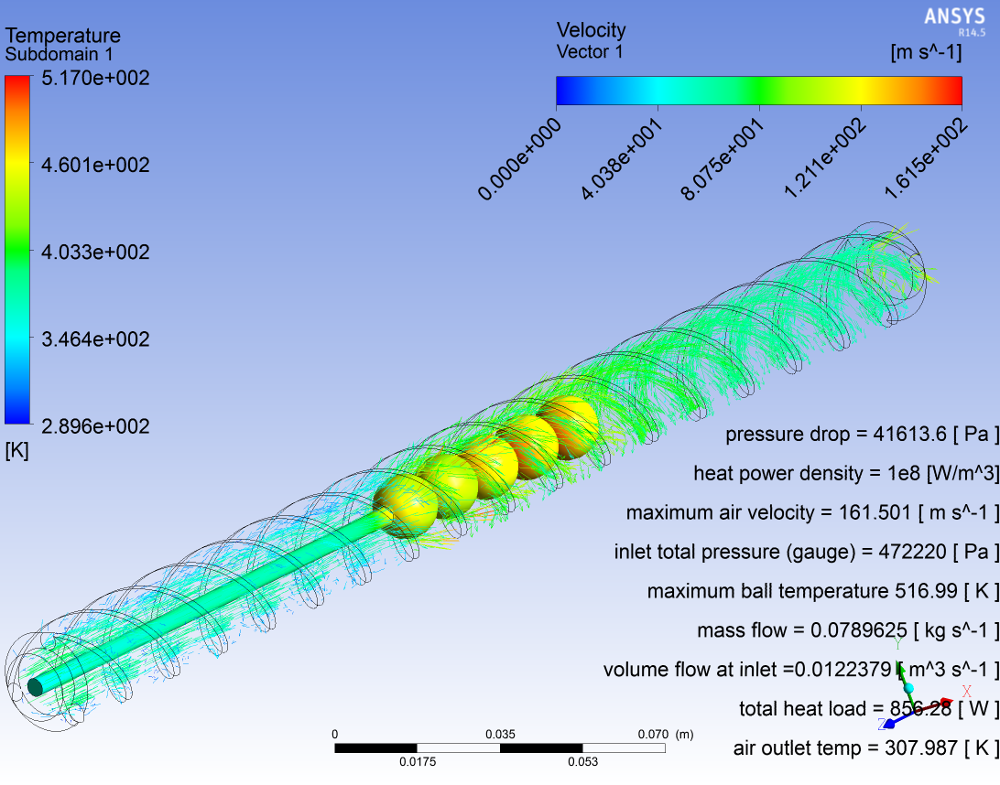 ANSYS
R14.5
Temperature
Subdomain 1
5.170e+002
4.601e+002
4.033e+002
3.464e+002
2.896e+002
[K]
Velocity
Vector 1
[m s^-1]
0.000e+000
4.038e+001
8.075e+001
1.211e+002
1.615e+002
pressure drop = 41613.6 [ Pa ]
heat power density = 1e8 [W/m^3]
maximum air velocity = 161.501 [ m s^-1 ]
inlet total pressure (gauge) = 472220 [ Pa ]
maximum ball temperature 516.99 [ K ]
mass flow = 0.0789625 [ kg s^-1 ]
volume flow at inlet =0.0122379 [ m^3 s^-1 ]
total heat load = 856.28 [ W ]
air outlet temp = 307.987 [ K ]
Y
X
Z
0 0.035 0.070 (m)
0.0175 0.053